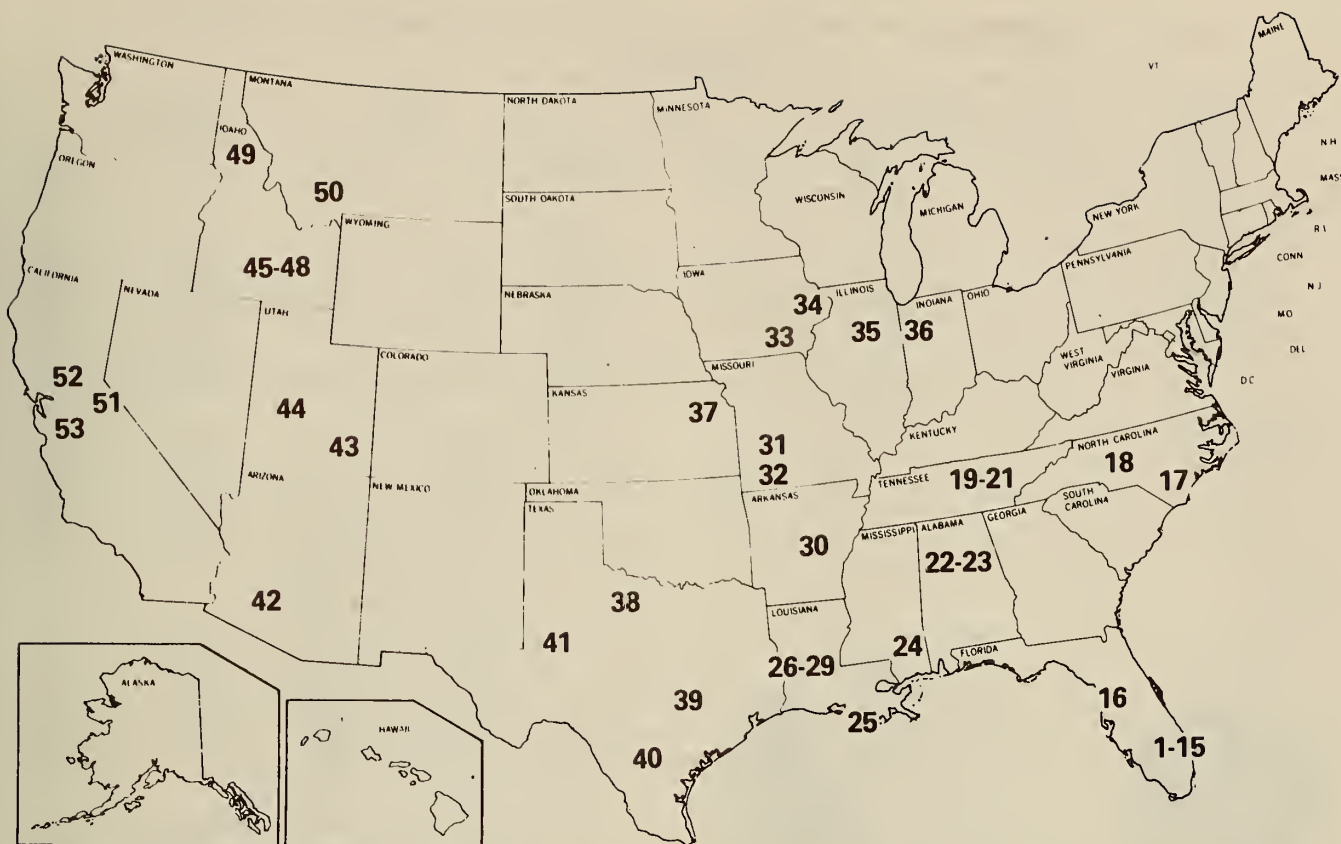 MAINE
VT
WASHINGTON
MONTANA
NORTH DAKOTA
MINNESOTA
NH
IDAHO
49
OREGON
MASS
50
SOUTH DAKOTA
WISCONSIN
MICHIGAN
NEW YORK
WYOMING
RI
PENNSYLVANIA
CONN
45-48
CALIFORNIA
IOWA
NEVADA
NEBRASKA
ILLINOIS
INDIANA
OHIO
NJ
34
UTAH
MO
35
36
33
DEL
COLORADO
WEST VIRGINIA
VIRGINIA
MISSOURI
52
DC
KANSAS
51
44
37
53
KENTUCKY
NORTH CAROLINA
43
31
18
ARIZONA
32
TENNESSEE
19-21
17
NEW MEXICO
OKLAHOMA
ARKANSAS
SOUTH CAROLINA
TEXAS
MISSISSIPPI
ALABAMA
GEORGIA
30
22-23
42
38
LOUISIANA
41
24
FLORIDA
26-29
ALASKA
39
16
25
HAWAII
1-15
40